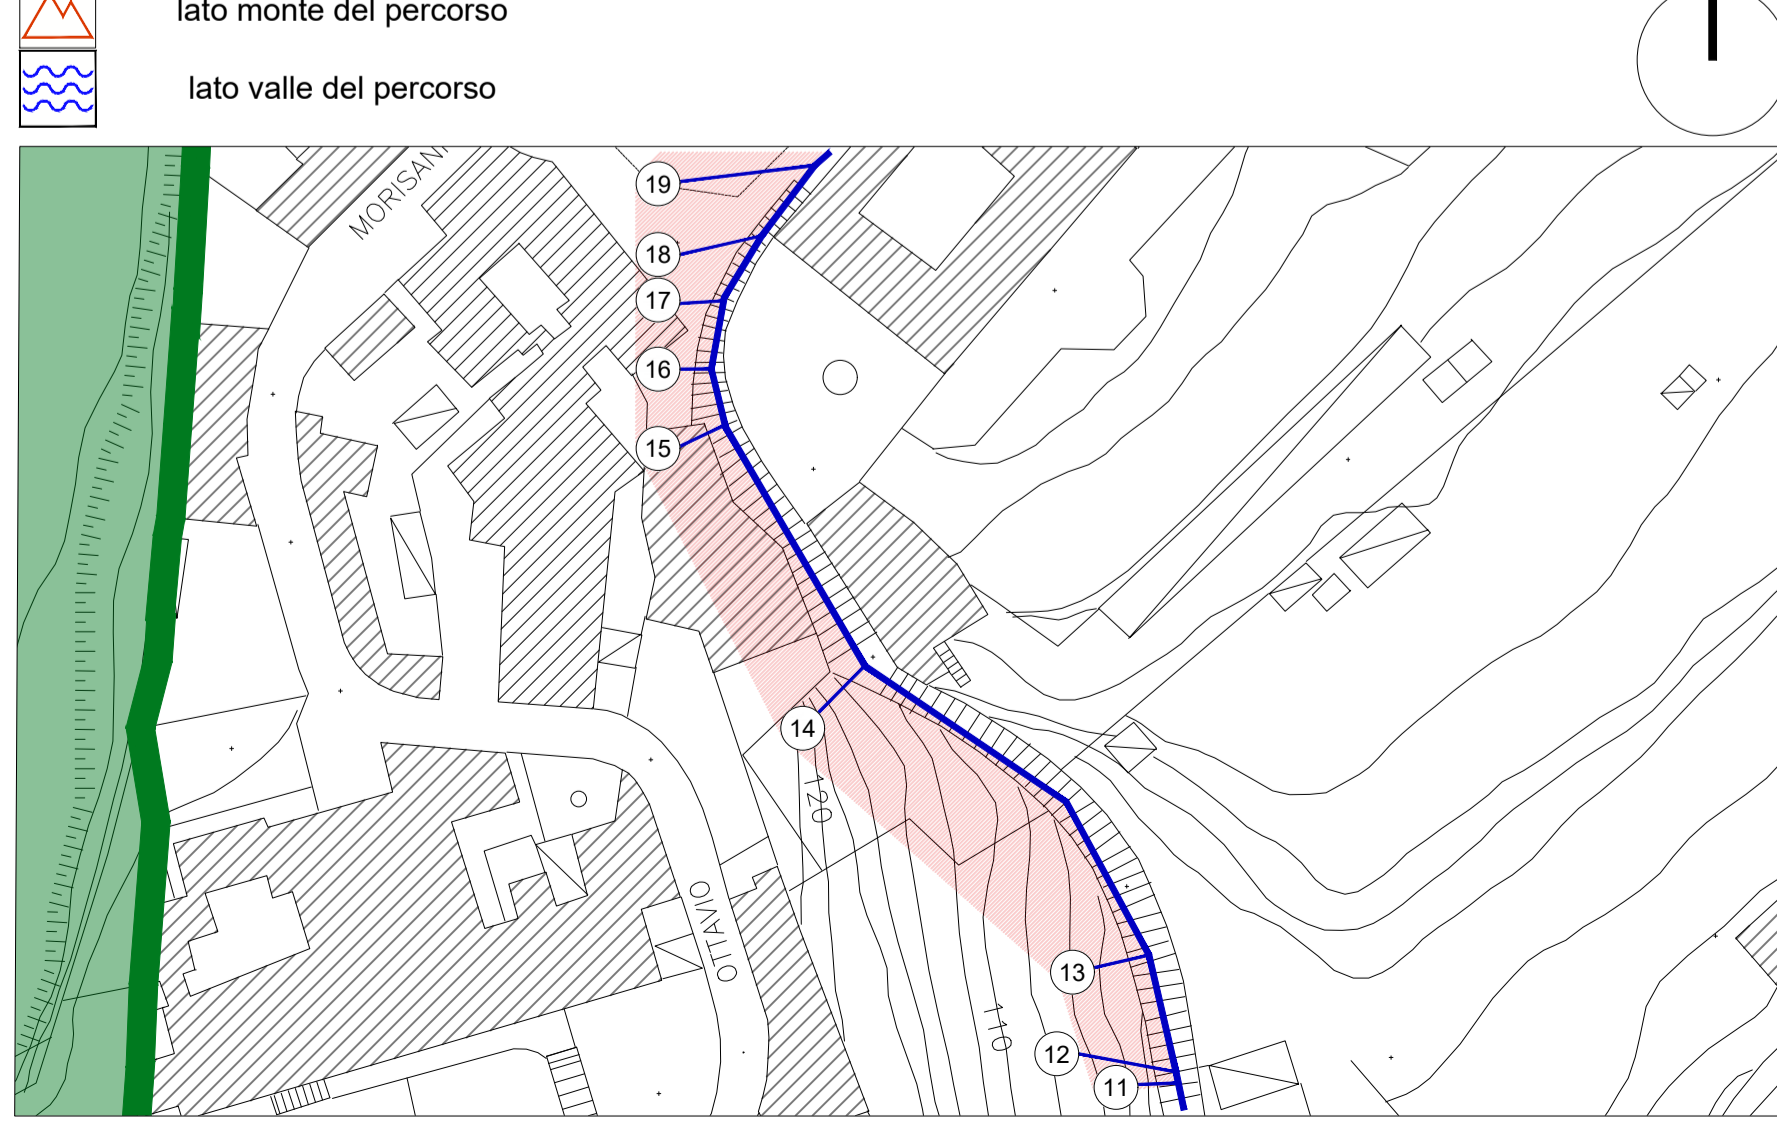 lato monte del percorso
lato valle del percorso
MORISANI
19
18
17
16
15
14
120
OTTAVIO
13
110
12
11